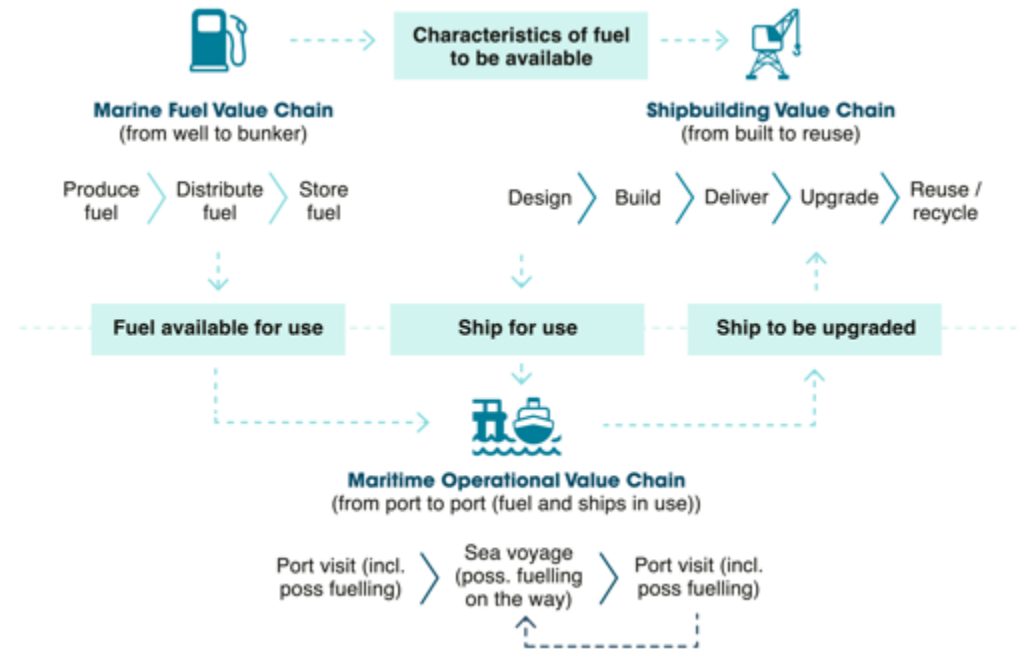 Characteristics of fuel
to be available
Marine Fuel Value Chain
(from well to bunker)
Shipbuilding Value Chain
(from built to reuse)
Produce
fuel
Distribute
fuel
Store
fuel
Design
Build
Deliver
Upgrade
Reuse /
recycle
Fuel available for use
Ship for use
Ship to be upgraded
Maritime Operational Value Chain
(from port to port (fuel and ships in use))
Port visit (incl.
poss fuelling)
Sea voyage
(poss. fuelling
on the way)
Port visit (incl.
poss fuelling)